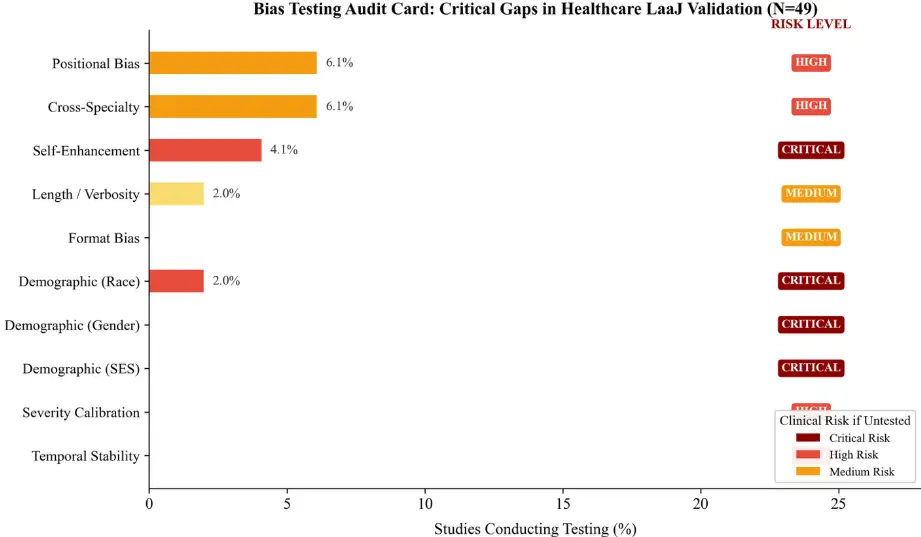 Bias Testing Audit Card: Critical Gaps in Healthcare LaaJ Validation (N=49)
RISK LEVEL
Positional Bias 6.1% HIGH
Cross-Specialty 6.1% HIGH
Self-Enhancement 4.1% CRITICAL
Length / Verbosity 2.0% MEDIUM
Format Bias MEDIUM
Demographic (Race) 2.0% CRITICAL
Demographic (Gender) CRITICAL
Demographic (SES) CRITICAL
Severity Calibration HIGH
Clinical Risk if Untested
Critical Risk
High Risk
Medium Risk
Temporal Stability
0 5 10 15 20 25
Studies Conducting Testing (%)